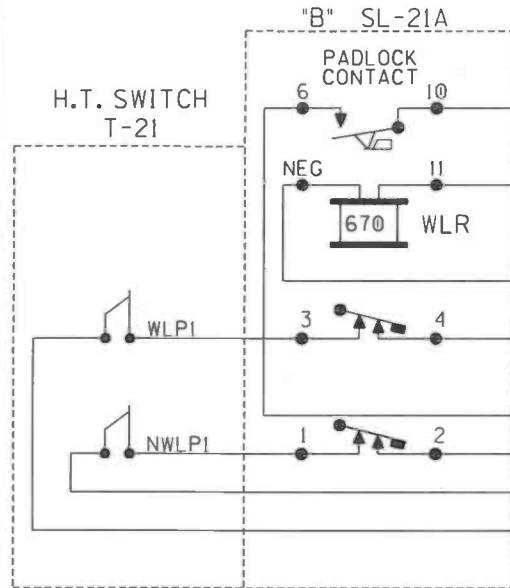 "B" SL-21A
PADLOCK
CONTACT
H.T. SWITCH
T-21
6 10
NEG 11
670 WLR
WLP1 3 4
NWLP1 1 2